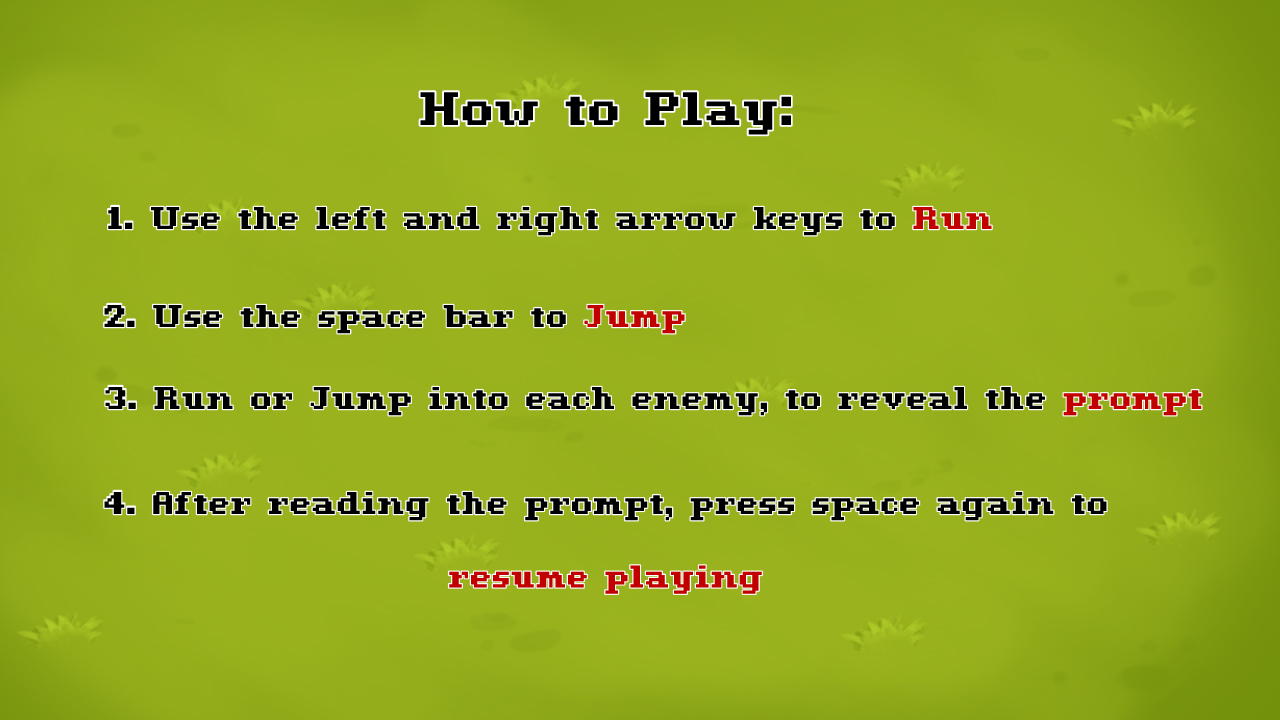 How to Play:
1. Use the left and right arrow keys to Run
2. Use the space bar to Jump
3. Run or Jump into each enemy, to reveal the prompt
4. After reading the prompt, press space again to
resume playing